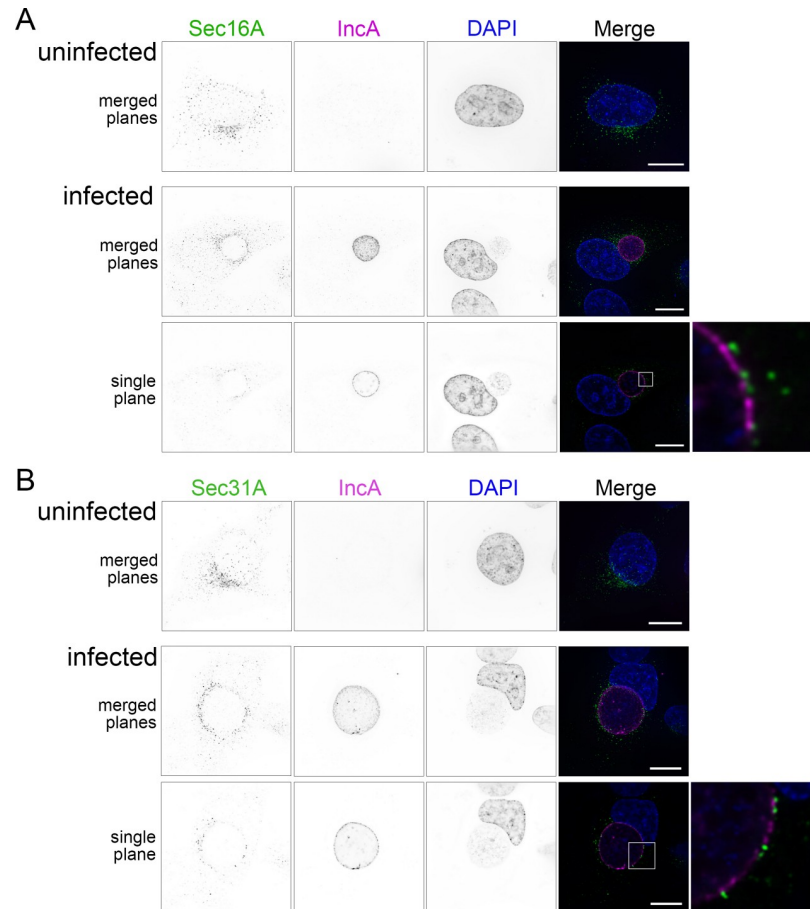 A
Sec16A IncA DAPI Merge
uninfected
merged
planes
infected
merged
planes
single
plane
B
Sec31A IncA DAPI Merge
uninfected
merged
planes
infected
merged
planes
single
plane